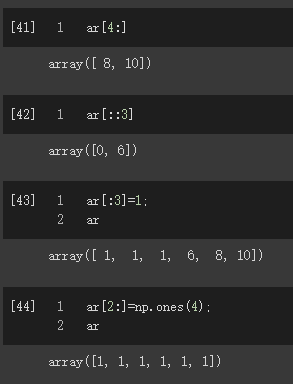 [41] 1 ar[4:]
array([ 8, 10])
[42] 1 ar[::3]
array([0, 6])
[43] 1 ar[:3]=1;
2 ar
array([ 1, 1, 1, 6, 8, 10])
[44] 1 ar[2:]=np.ones(4);
2 ar
array([1, 1, 1, 1, 1, 1])